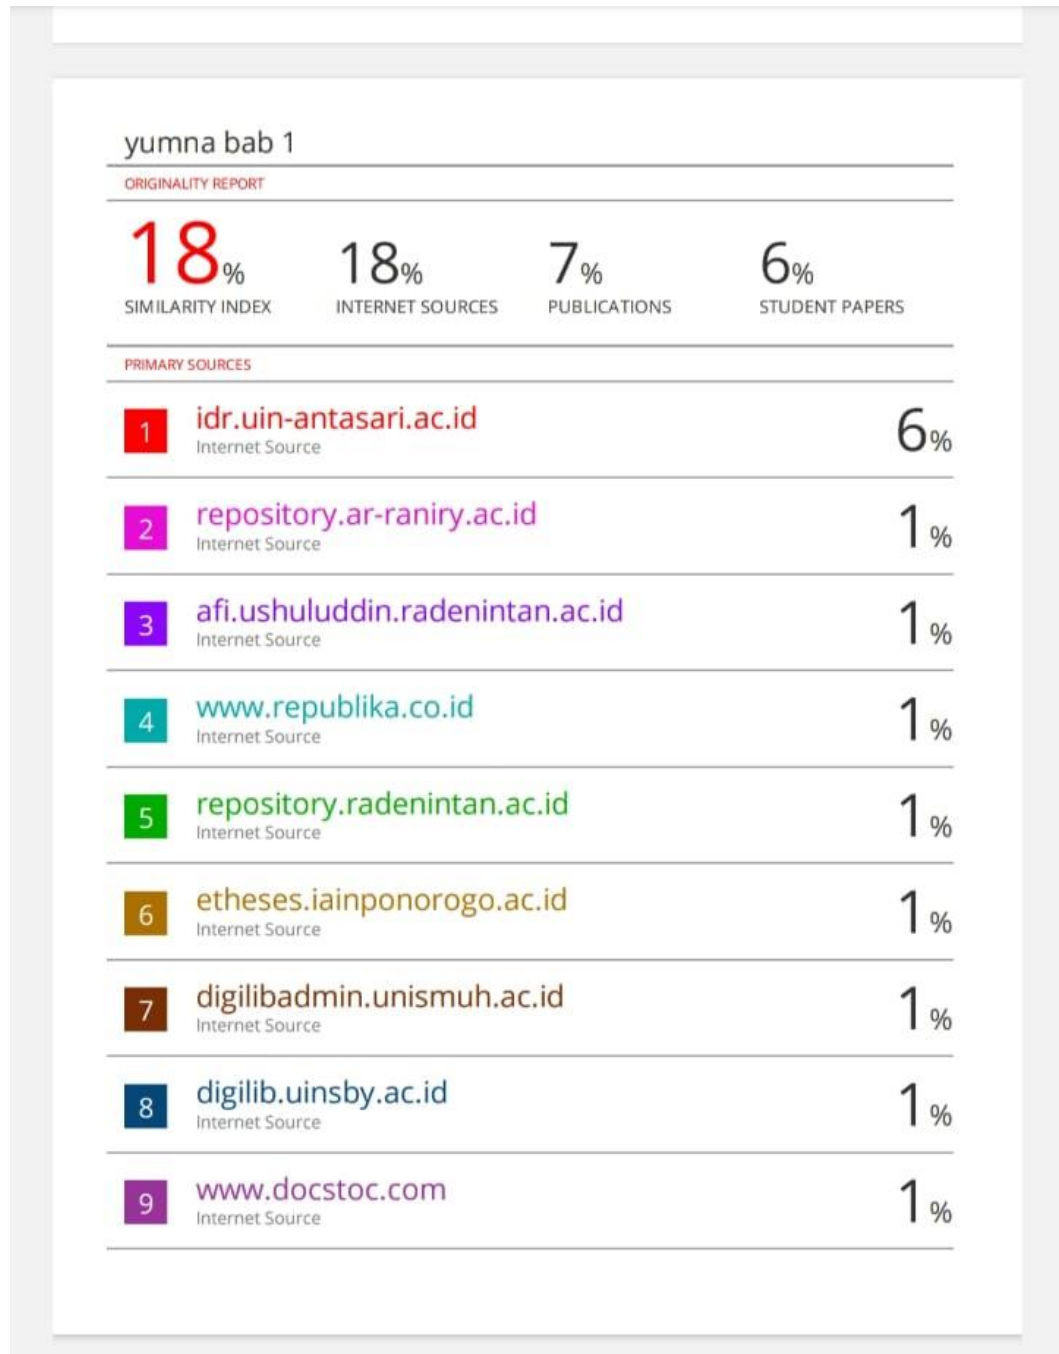 yumna bab 1
ORIGINALITY REPORT
18% 18% 7% 6%
SIMILARITY INDEX INTERNET SOURCES PUBLICATIONS STUDENT PAPERS
PRIMARY SOURCES
1 idr.uin-antasari.ac.id 6%
Internet Source
2 repository.ar-raniry.ac.id 1%
Internet Source
3 afi.ushuluddin.radenintan.ac.id 1%
Internet Source
4 www.republika.co.id 1%
Internet Source
5 repository.radenintan.ac.id 1%
Internet Source
6 etheses.iainponorogo.ac.id 1%
Internet Source
7 digilibadmin.unismuh.ac.id 1%
Internet Source
8 digilib.uinsby.ac.id 1%
Internet Source
9 www.docstoc.com 1%
Internet Source